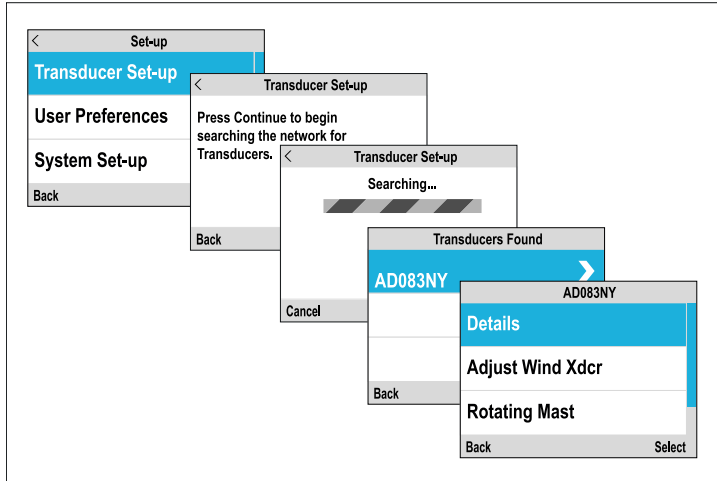 < Set-up
Transducer Set-up
User Preferences
System Set-up
Back
< Transducer Set-up
Press Continue to begin
searching the network for
Transducers.
Back
< Transducer Set-up
Searching...
Cancel
Transducers Found
AD083NY
Back
AD083NY
Details
Adjust Wind Xdcr
Rotating Mast
Back Select